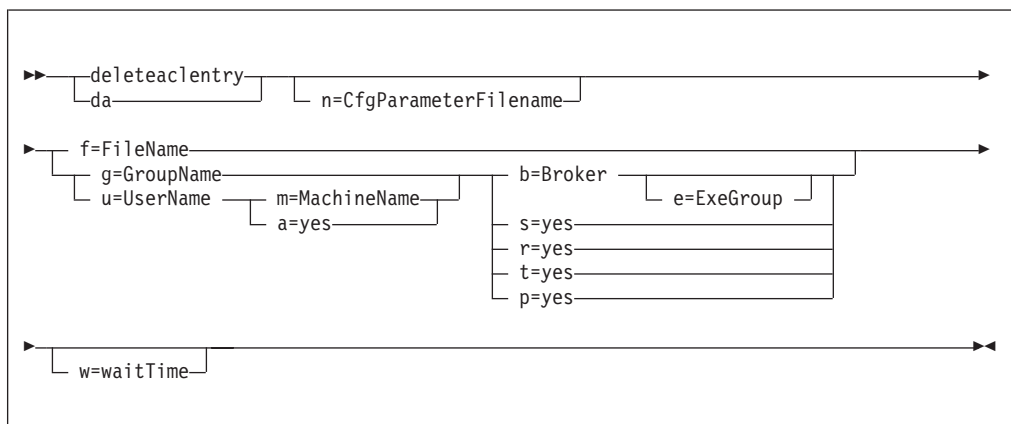 deleteaclentry
da
n=CfgParameterFilename
f=FileName
g=GroupName
u=UserName
m=MachineName
a=yes
b=Broker
e=ExeGroup
s=yes
r=yes
t=yes
p=yes
w=waitTime